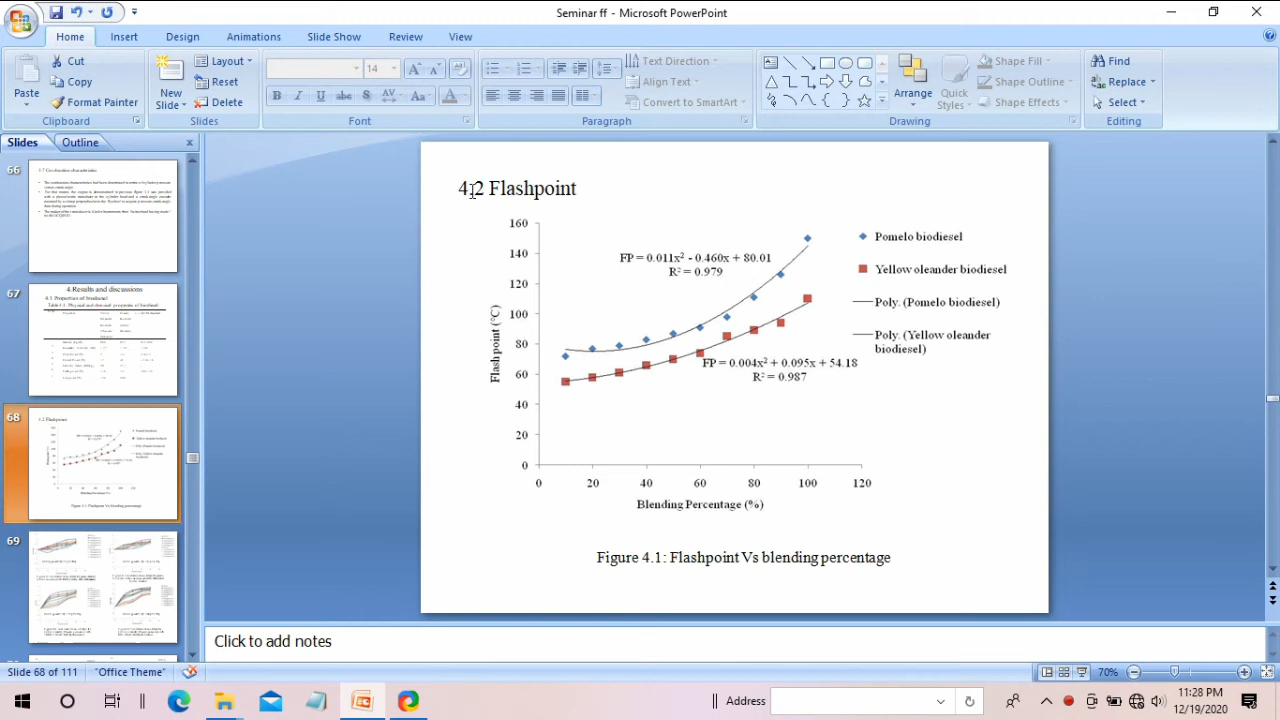 Seminar ff - Microsoft PowerPoint
Home Insert Design Animations Slide Show Review View
Paste
Cut
Copy
Format Painter
Clipboard
New Slide
Layout
Reset
Delete
Slides
14
Font
Paragraph
Text Direction
Align Text
Convert to SmartArt
Arrange
Quick Styles
Shape Fill
Shape Outline
Shape Effects
Drawing
Find
Replace
Select
Editing
Slides Outline
66
67
4.Results and discussions
68
4.2 Flashpoint
69
4.2 Flashpoint
160
140
120
100
80
60
40
20
0
Flash point (°C)
FP = 0.011x² - 0.460x + 80.01
R² = 0.979
FP = 0.004x² + 0.095x + 54.18
R² = 0.987
0 20 40 60 80 100 120
Blending Percentage (%)
Pomelo biodiesel
Yellow oleander biodiesel
Poly. (Pomelo biodiesel)
Poly. (Yellow oleander
biodiesel)
Figure 4.1: Flashpoint Vs blending percentage
Click to add notes
Slide 68 of 111 "Office Theme" 70%
Address
11:28 PM
12/19/2020